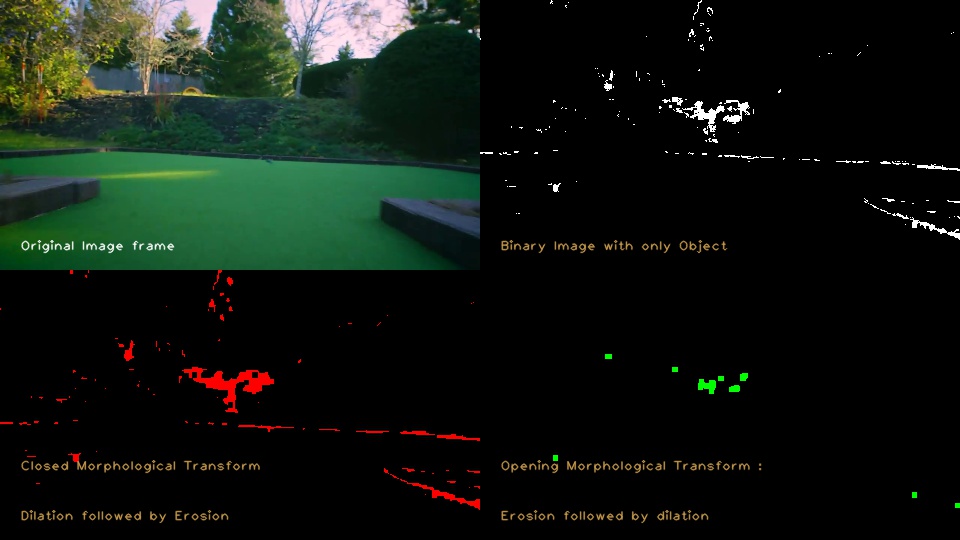 Original Image frame
Binary Image with only Object
Closed Morphological Transform
Dilation followed by Erosion
Opening Morphological Transform :
Erosion followed by dilation